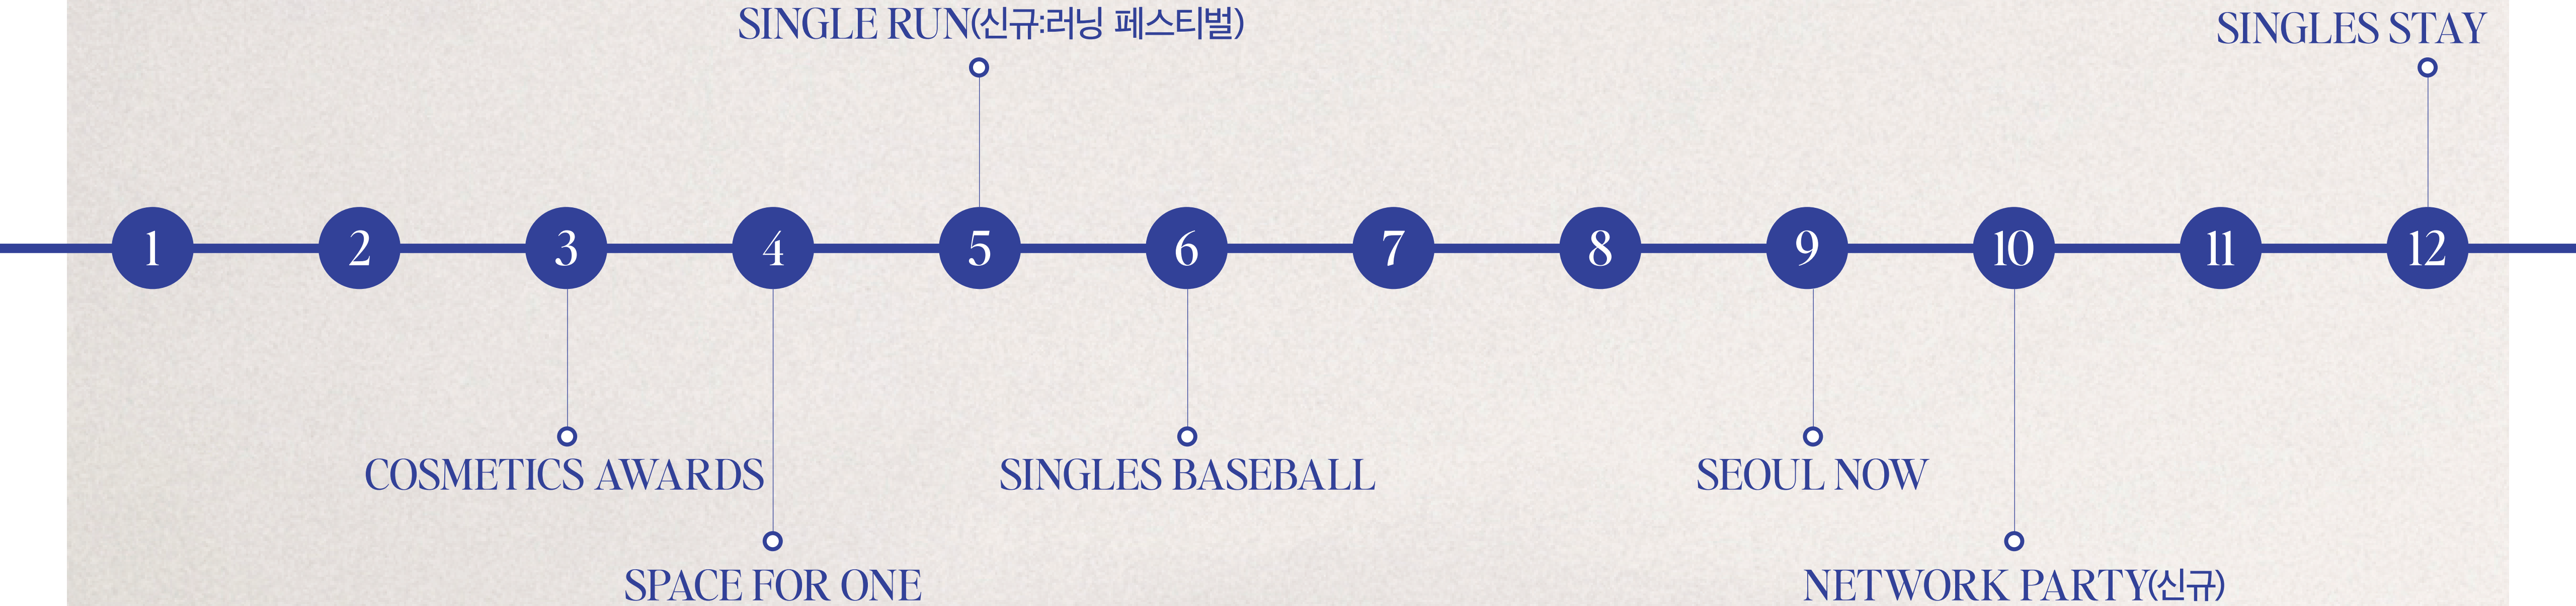 SINGLE RUN(신규:러닝 페스티벌)
SINGLES STAY
1 2 3 4 5 6 7 8 9 10 11 12
COSMETICS AWARDS
SINGLES BASEBALL
SEOUL NOW
SPACE FOR ONE
NETWORK PARTY(신규)